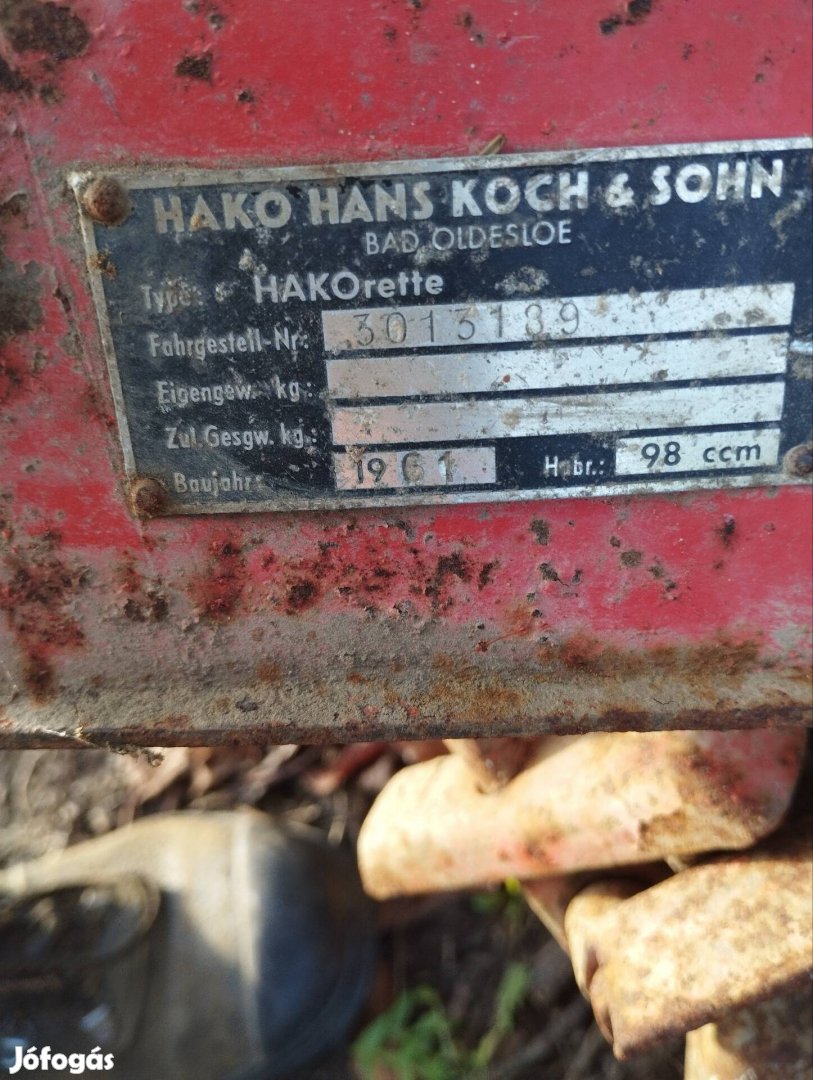 HAKO HANS KOCH & SOHN
BAD OLDESLOE
Type: HAKOrette
Fahrgestell-Nr: 3013189
Eigengew. kg:
Zul.Gesgw. kg.:
Baujahr: 1961 Hubr.: 98 ccm
Jófogás